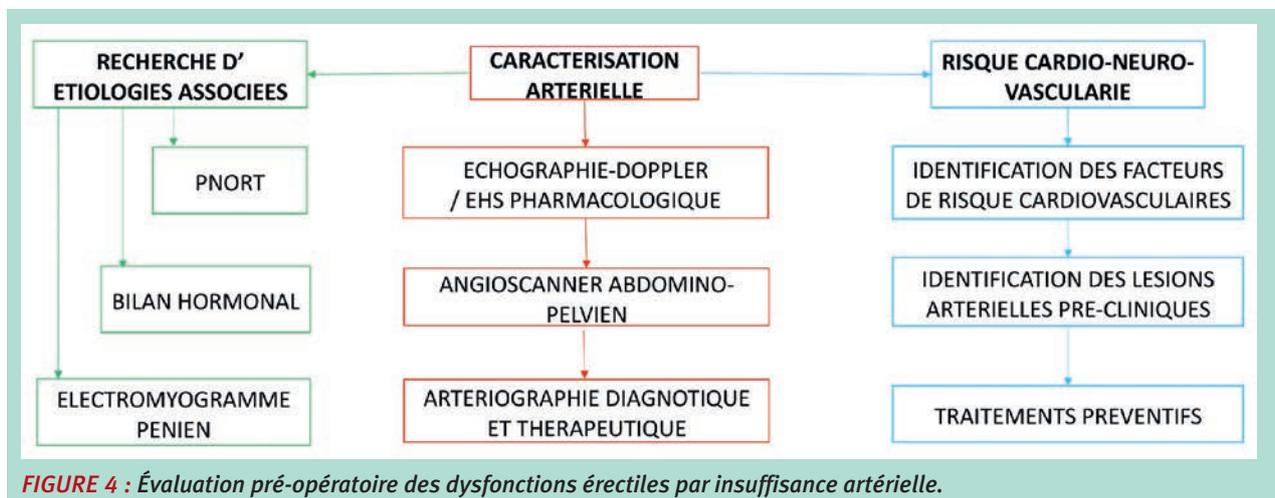 RECHERCHE D'
ETIOLOGIES ASSOCIEES
PNORT
BILAN HORMONAL
ELECTROMYOGRAMME
PENIEN
CARACTERISATION
ARTERIELLE
ECHOGRAPHIE-DOPPLER
/ EHS PHARMACOLOGIQUE
ANGIOSCANNER ABDOMINO-
PELVIEN
ARTERIOGRAPHIE DIAGNOTIQUE
ET THERAPEUTIQUE
RISQUE CARDIO-NEURO-
VASCULARIE
IDENTIFICATION DES FACTEURS
DE RISQUE CARDIOVASCULAIRES
IDENTIFICATION DES LESIONS
ARTERIELLES PRE-CLINIQUES
TRAITEMENTS PREVENTIFS
FIGURE 4 : Évaluation pré-opératoire des dysfonctions érectiles par insuffisance artérielle.